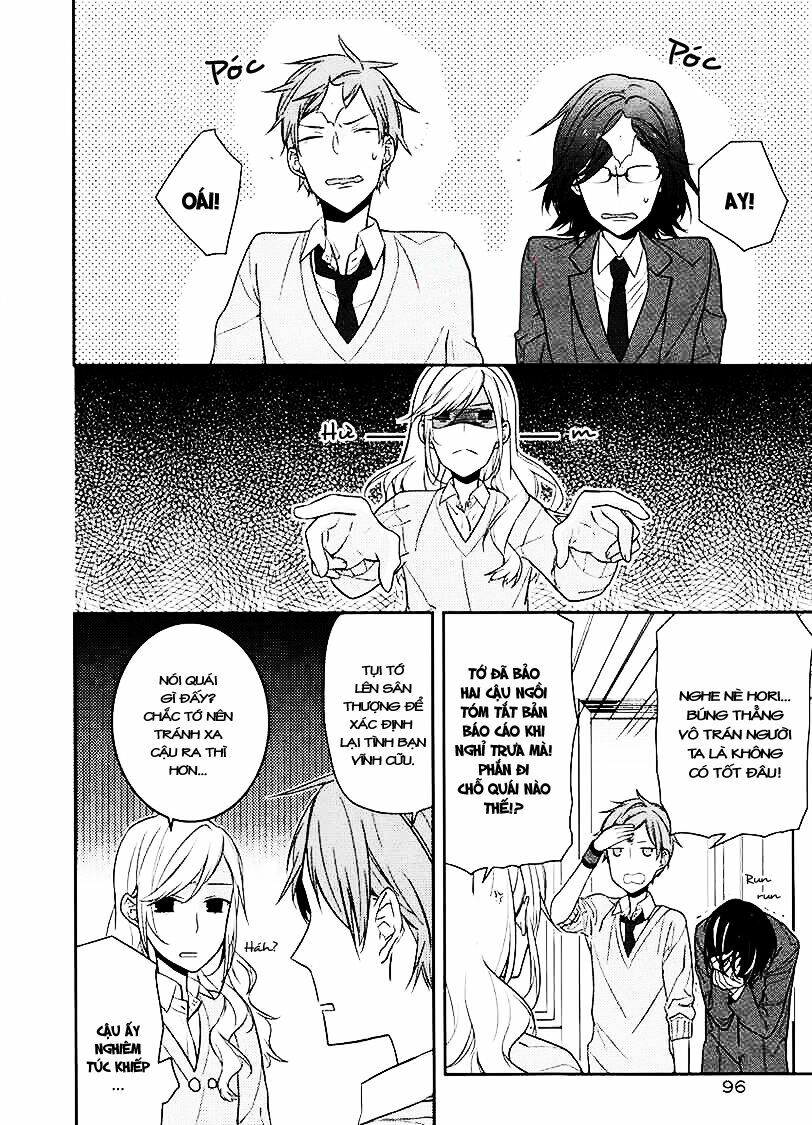 Póc
AY!
Póc
OÁI!
Hừ
m
NGHE NÈ HORI...
BÚNG THẲNG
VÔ TRÁN NGƯỜI
TA LÀ KHÔNG
CÓ TỐT ĐÂU!
TỚ ĐÃ BẢO
HAI CẬU NGỒI
TÓM TẮT BẢN
BÁO CÁO KHI
NGHỈ TRƯA MÀ!
PHẮN ĐI
CHỖ QUÁI NÀO
THẾ!?
Run
run
TỤI TỚ
LÊN SÂN
THƯỢNG ĐỂ
XÁC ĐỊNH
LẠI TÌNH BẠN
VĨNH CỬU.
NÓI QUÁI
GÌ ĐẤY?
CHẮC TỚ NÊN
TRÁNH XA
CẬU RA, THÌ
HƠN...
Háh?
CẬU ẤY
NGHIÊM
TÚC KHIẾP
...
96